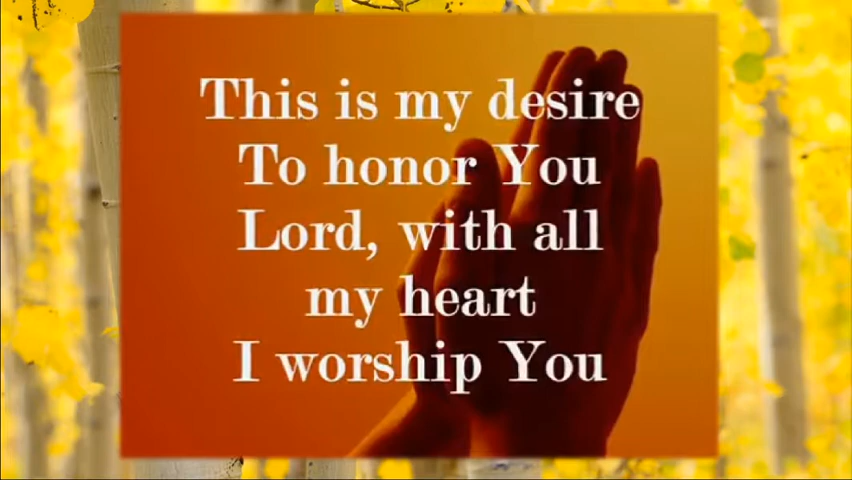 This is my desire
To honor You
Lord, with all
my heart
I worship You